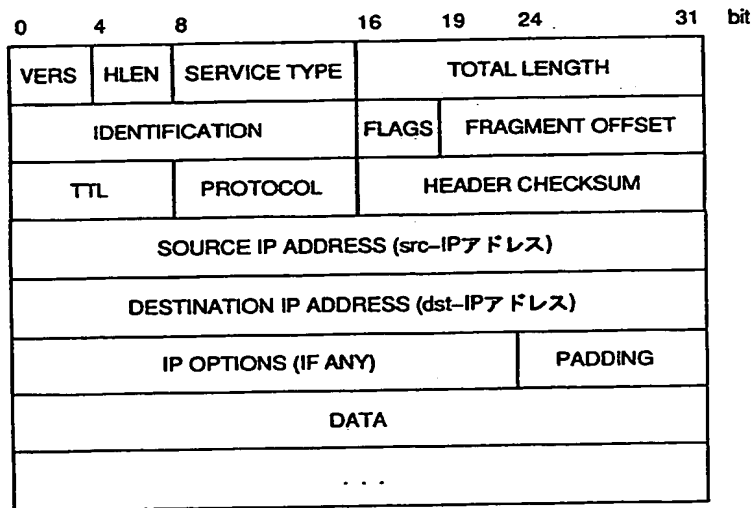 0 4 8 16 19 24 31 bit
VERS HLEN SERVICE TYPE TOTAL LENGTH
IDENTIFICATION FLAGS FRAGMENT OFFSET
TTL PROTOCOL HEADER CHECKSUM
SOURCE IP ADDRESS (src–IPアドレス)
DESTINATION IP ADDRESS (dst–IPアドレス)
IP OPTIONS (IF ANY) PADDING
DATA
. . .